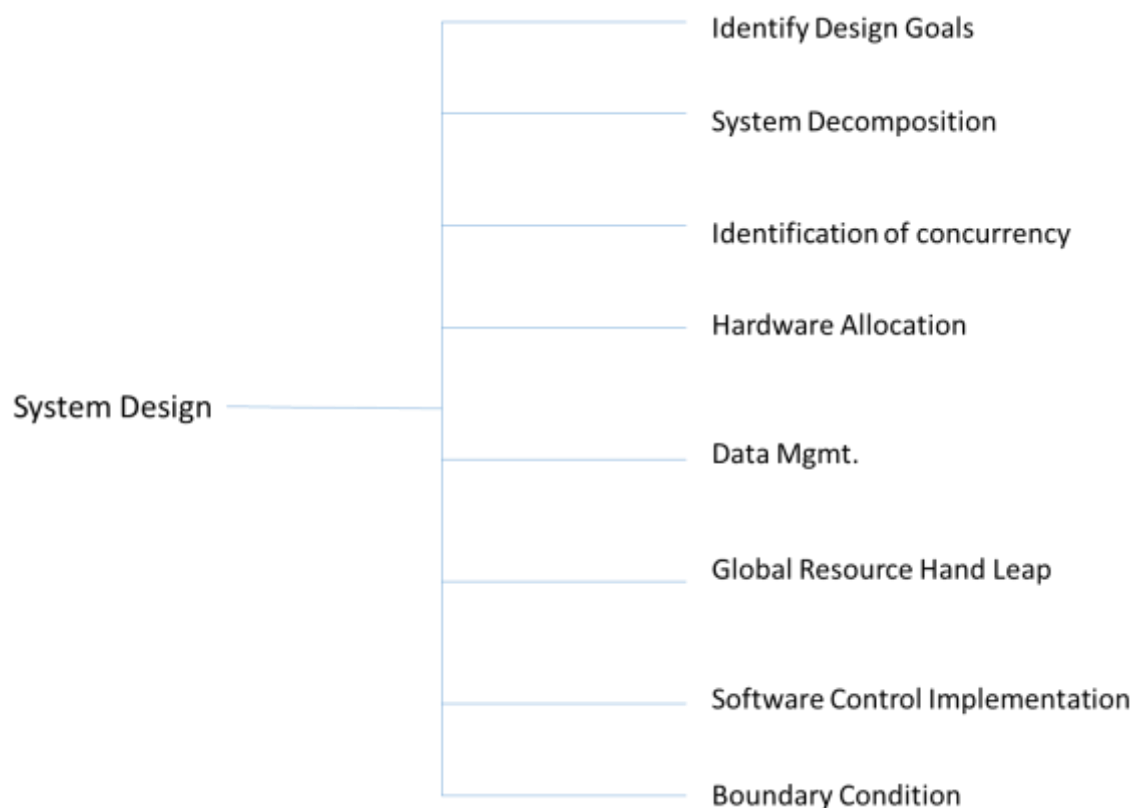 Identify Design Goals
System Decomposition
Identification of concurrency
Hardware Allocation
System Design
Data Mgmt.
Global Resource Hand Leap
Software Control Implementation
Boundary Condition